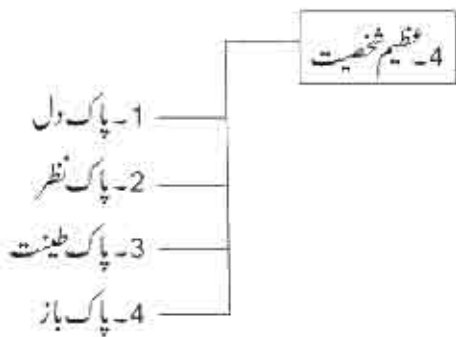 4۔ عظیم شخصیت
1۔ پاک دل
2۔ پاک نظر
3۔ پاک طینت
4۔ پاک باز